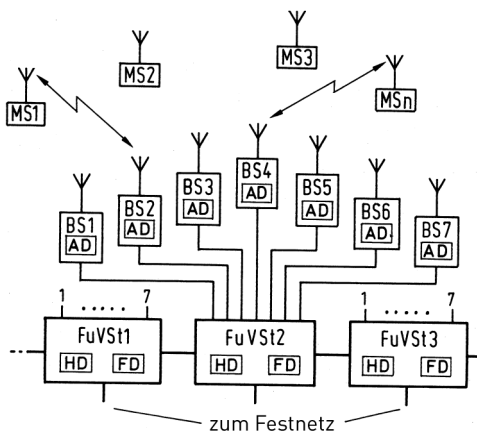 MS1
MS2
MS3
MSn
BS1
AD
BS2
AD
BS3
AD
BS4
AD
BS5
AD
BS6
AD
BS7
AD
1 ..... 7
FuVSt1
HD FD
FuVSt2
HD FD
1 ..... 7
FuVSt3
HD FD
zum Festnetz